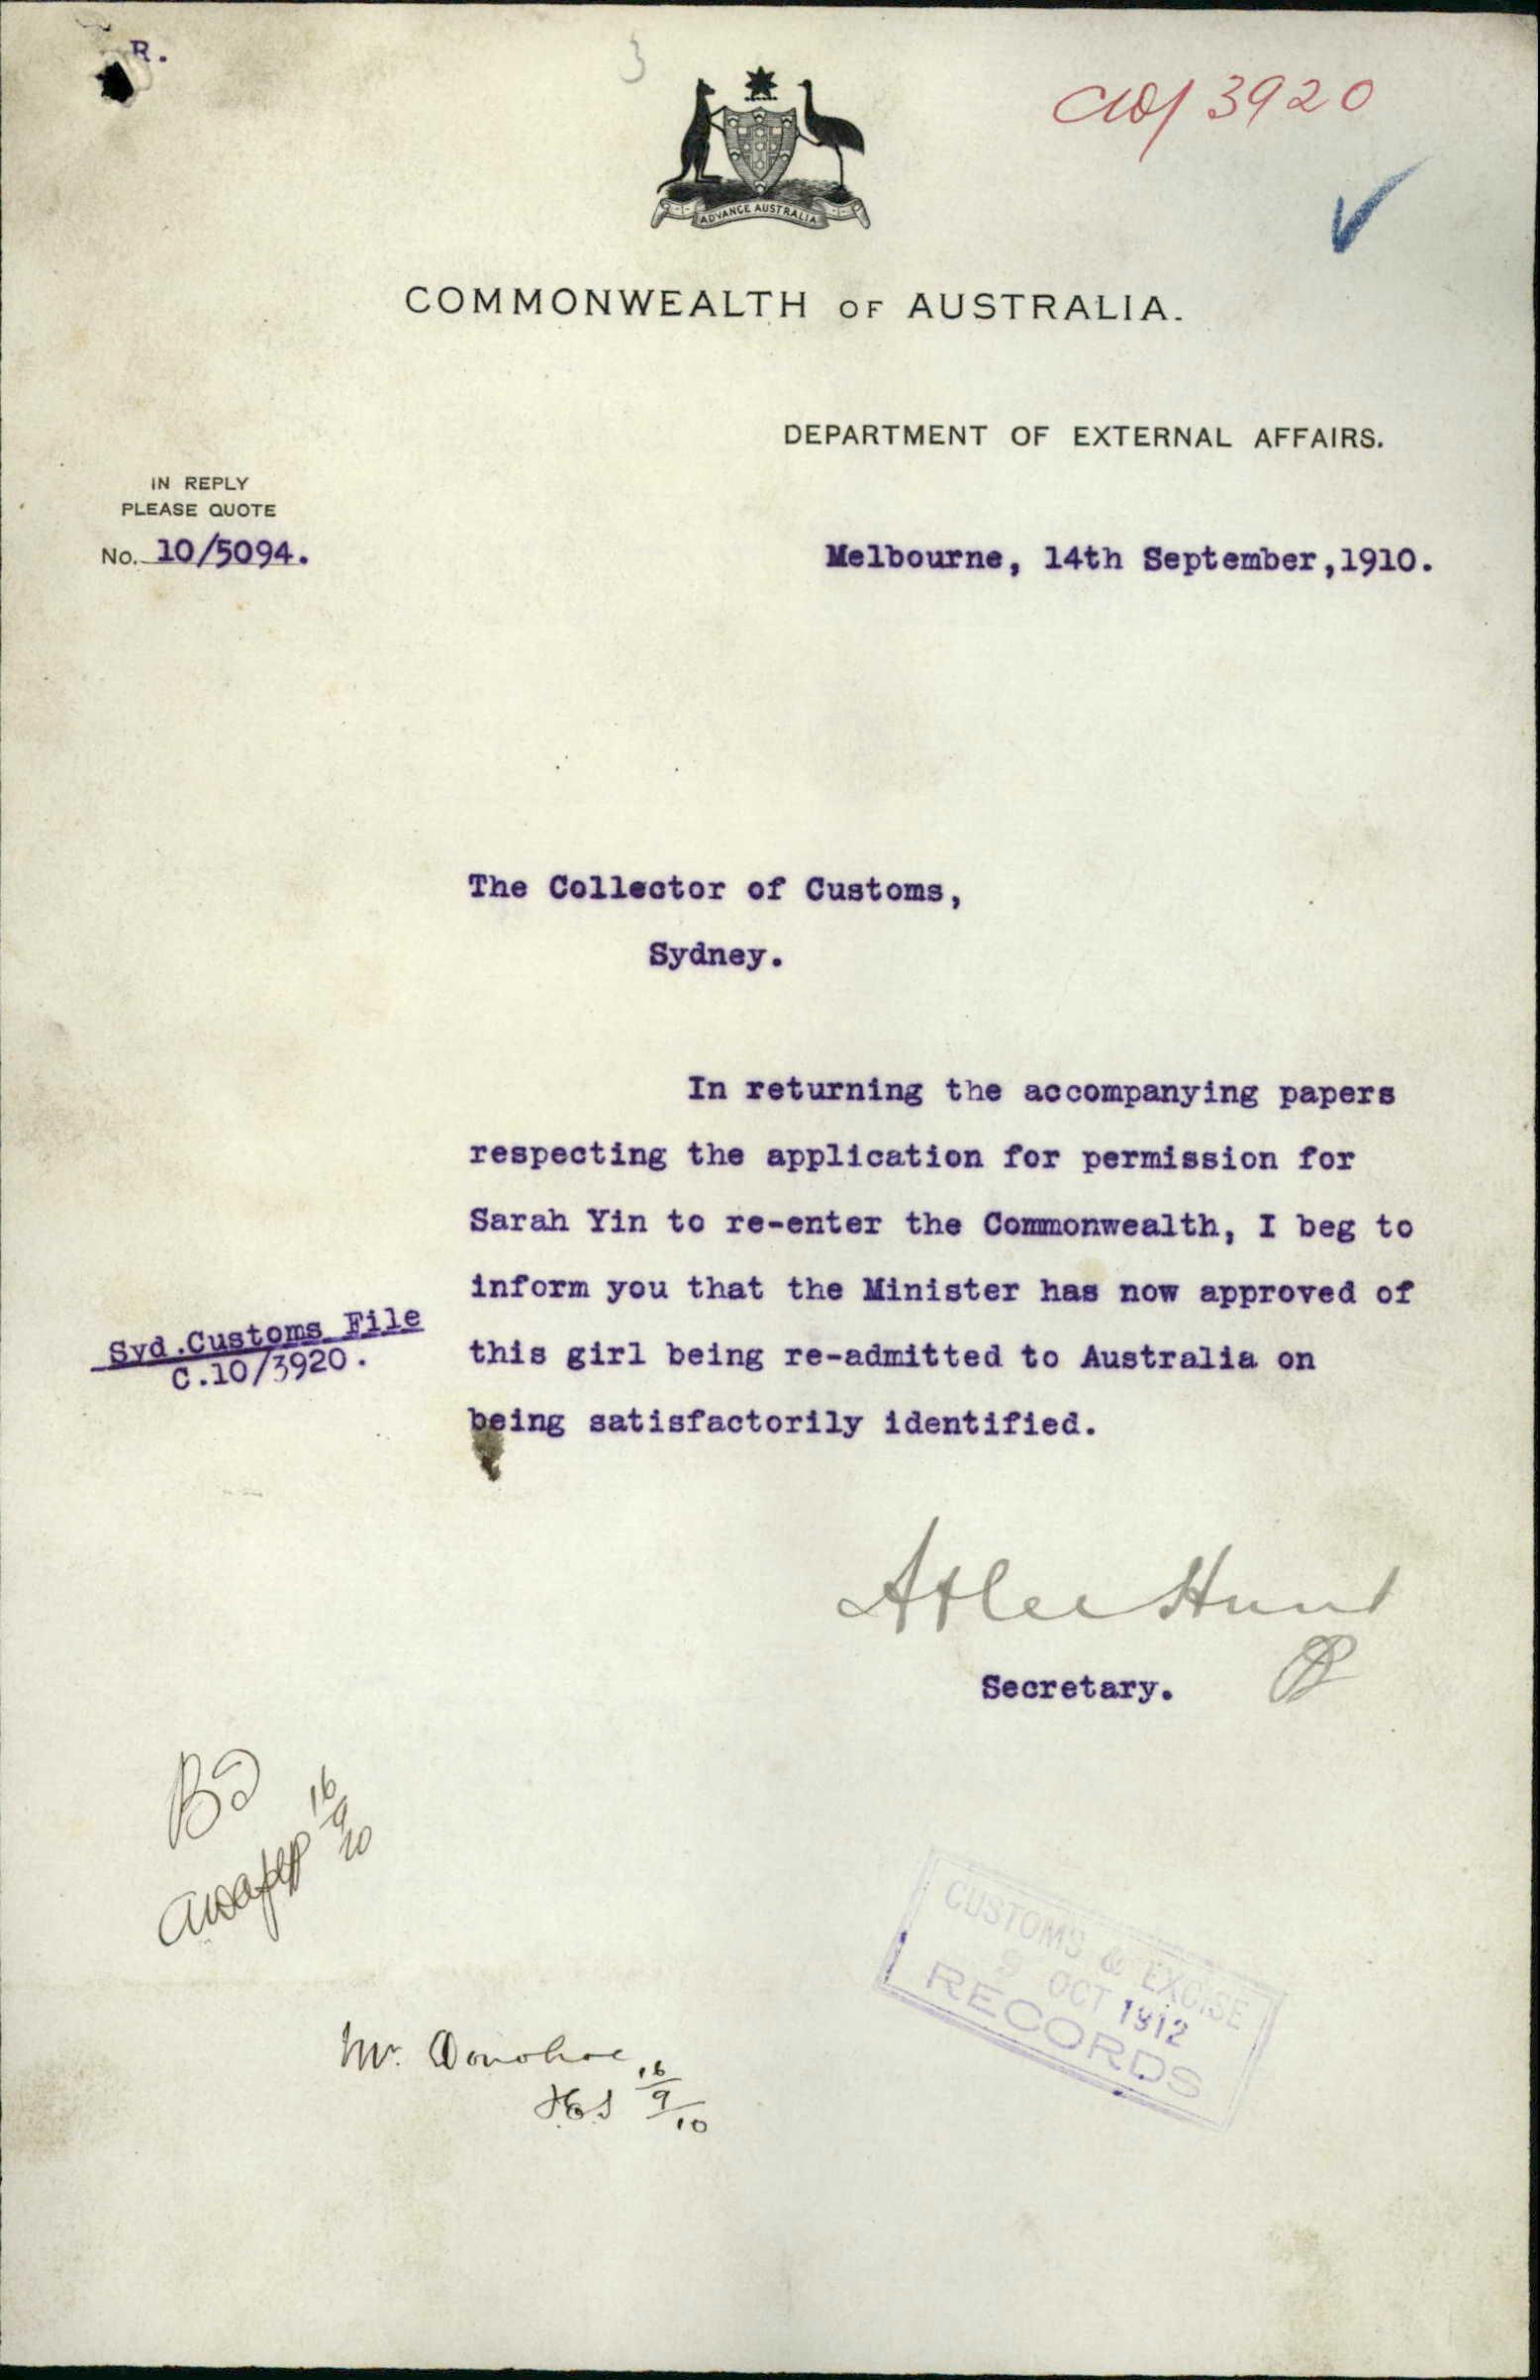 R.
3
C10/3920
ADVANCE AUSTRALIA
COMMONWEALTH OF AUSTRALIA.
DEPARTMENT OF EXTERNAL AFFAIRS.
IN REPLY
PLEASE QUOTE
No. 10/5094.
Melbourne, 14th September,1910.
The Collector of Customs,
Sydney.
In returning the accompanying papers
respecting the application for permission for
Sarah Yin to re-enter the Commonwealth, I beg to
inform you that the Minister has now approved of
this girl being re-admitted to Australia on
being satisfactorily identified.
Syd.Customs File
C.10/3920.
Atlee Hunt
Secretary.
16/9/10
CUSTOMS & EXCISE
9 OCT 1912
RECORDS
Mr. Donohoe
16/9/10